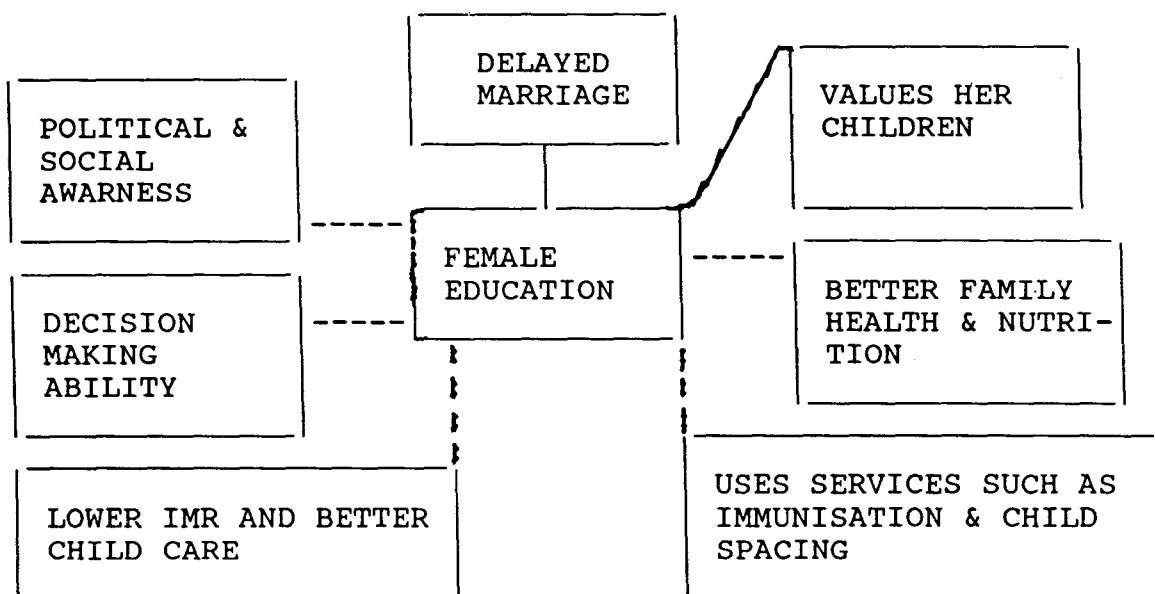 DELAYED
MARRIAGE
VALUES HER
CHILDREN
POLITICAL &
SOCIAL
AWARNESS
FEMALE
EDUCATION
BETTER FAMILY
HEALTH & NUTRI-
TION
DECISION
MAKING
ABILITY
LOWER IMR AND BETTER
CHILD CARE
USES SERVICES SUCH AS
IMMUNISATION & CHILD
SPACING